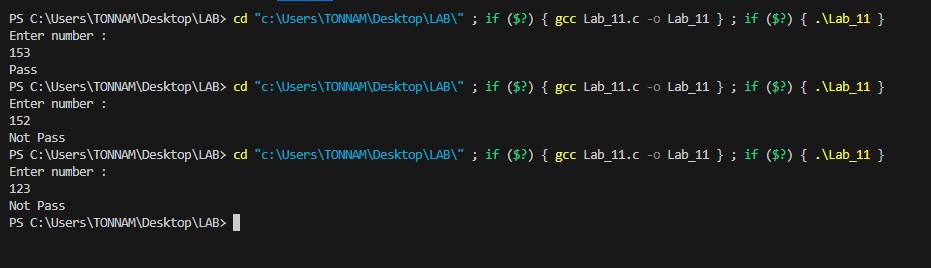 PS C:\Users\TONNAM\Desktop\LAB> cd "c:\Users\TONNAM\Desktop\LAB\" ; if ($?) { gcc Lab_11.c -o Lab_11 } ; if ($?) { .\Lab_11 }
Enter number :
153
Pass
PS C:\Users\TONNAM\Desktop\LAB> cd "c:\Users\TONNAM\Desktop\LAB\" ; if ($?) { gcc Lab_11.c -o Lab_11 } ; if ($?) { .\Lab_11 }
Enter number :
152
Not Pass
PS C:\Users\TONNAM\Desktop\LAB> cd "c:\Users\TONNAM\Desktop\LAB\" ; if ($?) { gcc Lab_11.c -o Lab_11 } ; if ($?) { .\Lab_11 }
Enter number :
123
Not Pass
PS C:\Users\TONNAM\Desktop\LAB>